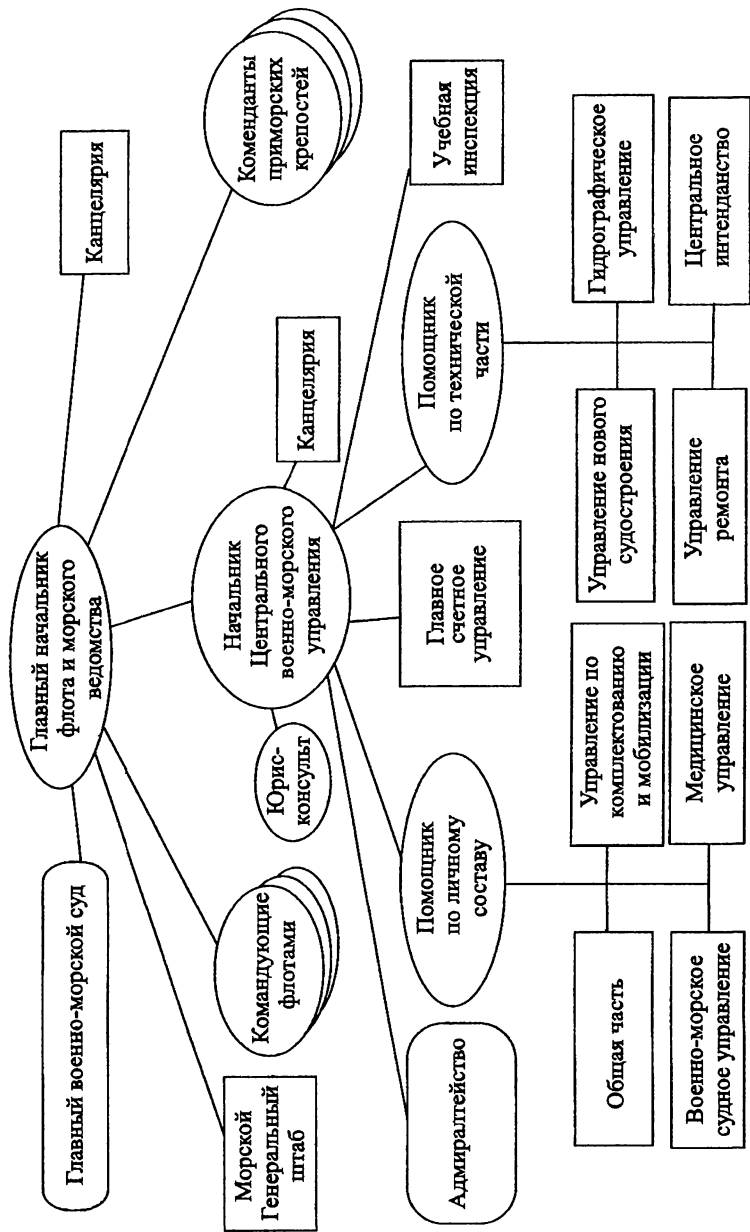 Главный начальник
флота и морского
ведомства
Канцелярия
Главный военно-морской суд
Морской
Генеральный
штаб
Командующие
флотами
Юрис-
консульт
Начальник
Центрального
военно-морского
управления
Канцелярия
Коменданты
приморских
крепостей
Адмиралтейство
Помощник
по личному
составу
Главное
счетное
управление
Помощник
по технической
части
Учебная
инспекция
Общая часть
Управление по
комплектованию
и мобилизации
Управление нового
судостроения
Гидрографическое
управление
Военно-морское
судное управление
Медицинское
управление
Управление
ремонта
Центральное
интенданство